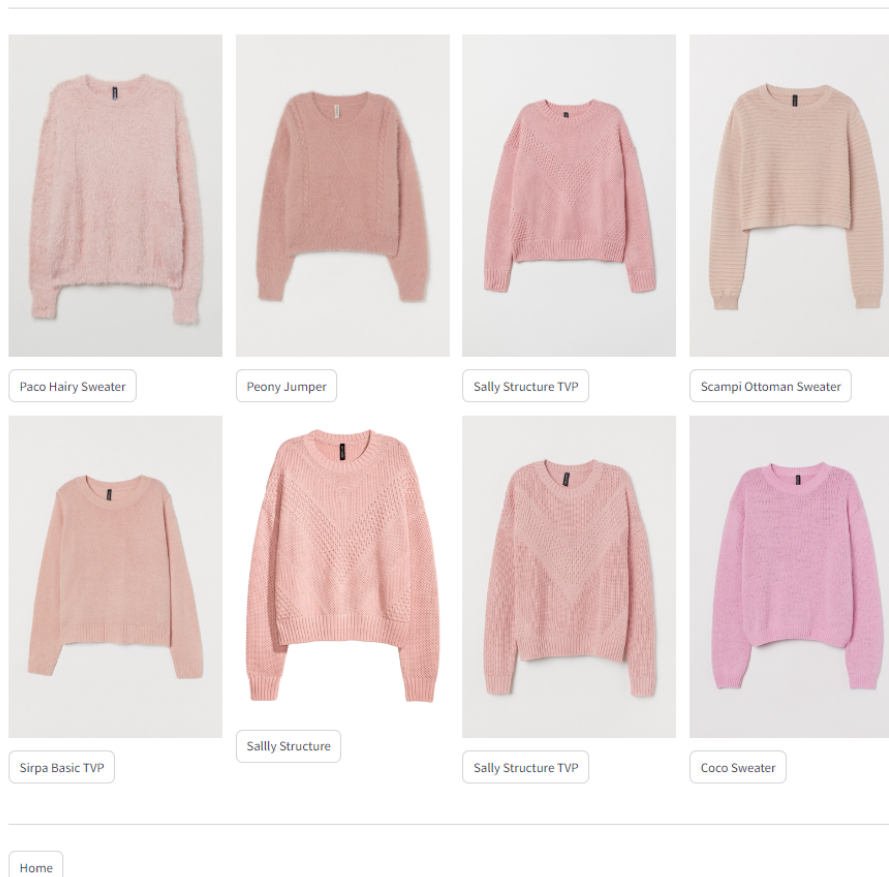 Paco Hairy Sweater
Peony Jumper
Sally Structure TVP
Scampi Ottoman Sweater
Sirpa Basic TVP
Sallly Structure
Sally Structure TVP
Coco Sweater
Home